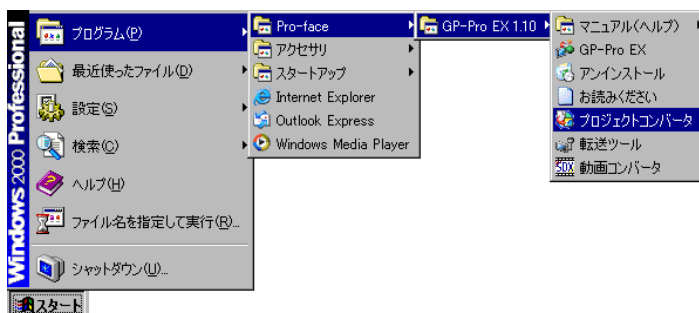 Windows 2000 Professional
プログラム(P)
最近使ったファイル(D)
設定(S)
検索(C)
ヘルプ(H)
ファイル名を指定して実行(R)...
シャットダウン(U)...
スタート
Pro-face
アクセサリ
スタートアップ
Internet Explorer
Outlook Express
Windows Media Player
GP-Pro EX 1.10
マニュアル(ヘルプ)
GP-Pro EX
アンインストール
お読みください
プロジェクトコンバータ
転送ツール
動画コンバータ
SDX